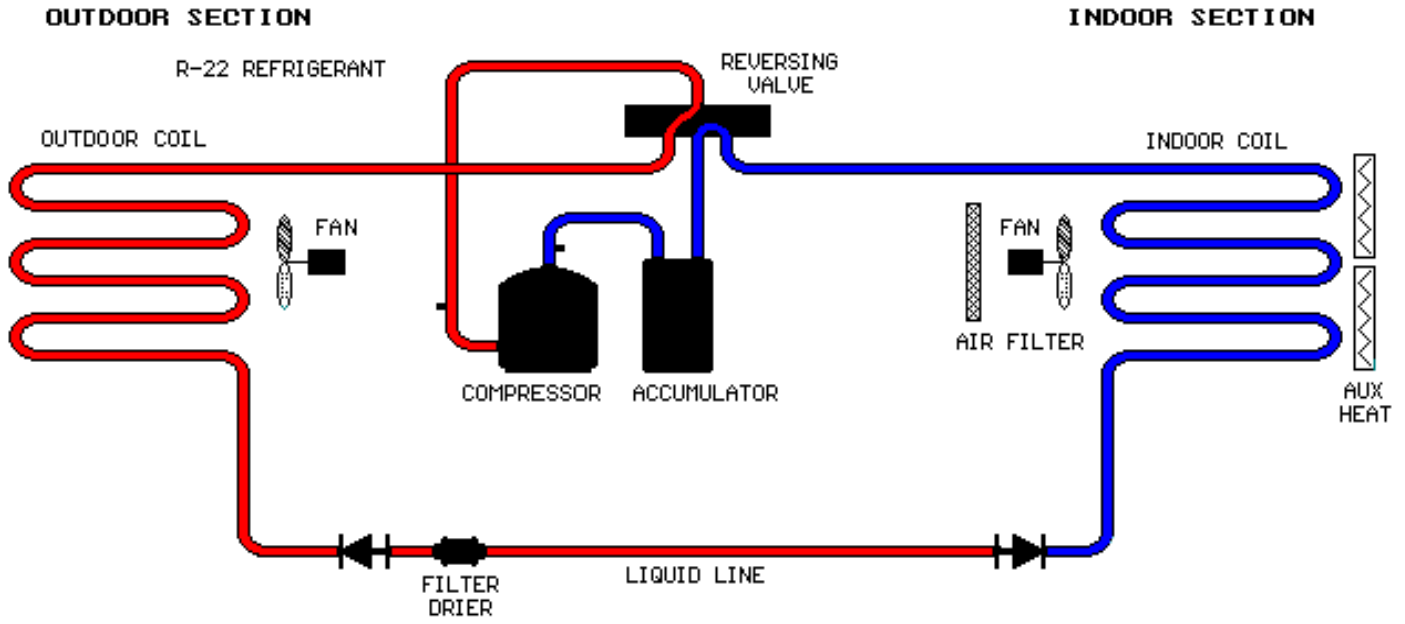 OUTDOOR SECTION
INDOOR SECTION
R-22 REFRIGERANT
REVERSING
VALVE
OUTDOOR COIL
INDOOR COIL
FAN
FAN
AIR FILTER
COMPRESSOR
ACCUMULATOR
AUX
HEAT
LIQUID LINE
FILTER
DRIER